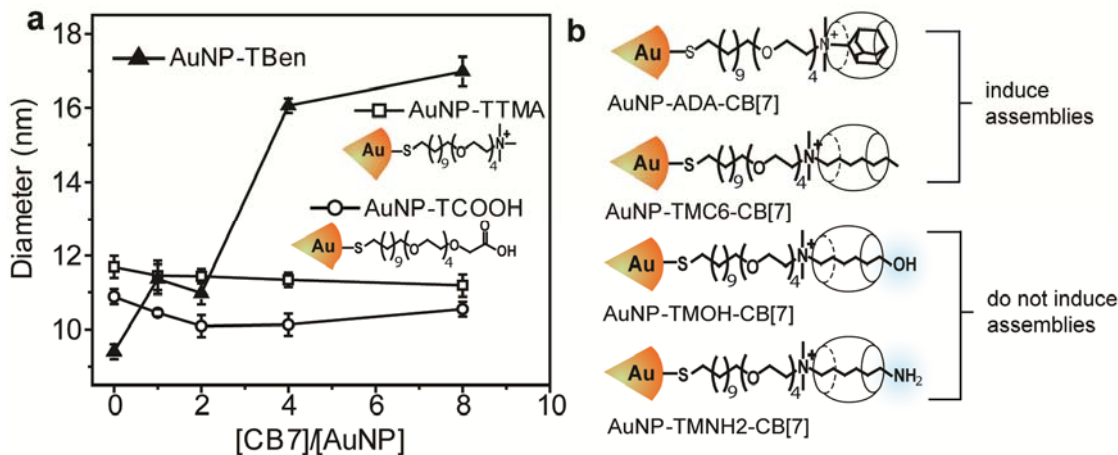 a
Diameter (nm)
18
16
14
12
10
0
2
4
6
8
10
[CB7]/[AuNP]
AuNP-TBen
AuNP-TTMA
Au
S
9
O
4
N
+
AuNP-TCOOH
Au
S
9
O
4
O
O
OH
b
Au
S
9
O
4
N
+
AuNP-ADA-CB[7]
Au
S
9
O
4
N
+
AuNP-TMC6-CB[7]
induce
assemblies
Au
S
9
O
4
N
+
OH
AuNP-TMOH-CB[7]
Au
S
9
O
4
N
+
NH2
AuNP-TMNH2-CB[7]
do not induce
assemblies